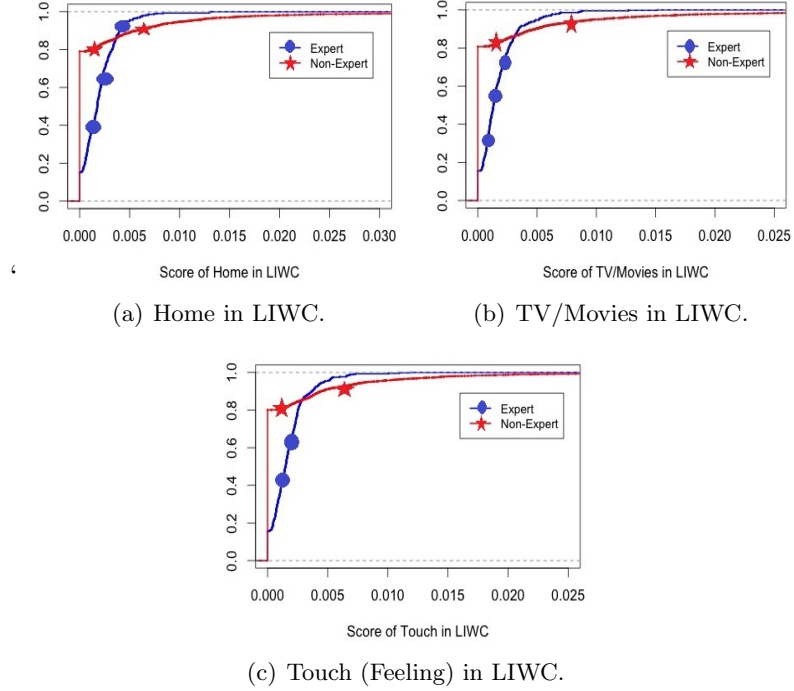 1.0
0.8
0.6
0.4
0.2
0.0
Expert
Non-Expert
0.000 0.005 0.010 0.015 0.020 0.025 0.030
Score of Home in LIWC
‘
(a) Home in LIWC.
1.0
0.8
0.6
0.4
0.2
0.0
Expert
Non-Expert
0.000 0.005 0.010 0.015 0.020 0.025
Score of TV/Movies in LIWC
(b) TV/Movies in LIWC.
1.0
0.8
0.6
0.4
0.2
0.0
Expert
Non-Expert
0.000 0.005 0.010 0.015 0.020 0.025
Score of Touch in LIWC
(c) Touch (Feeling) in LIWC.